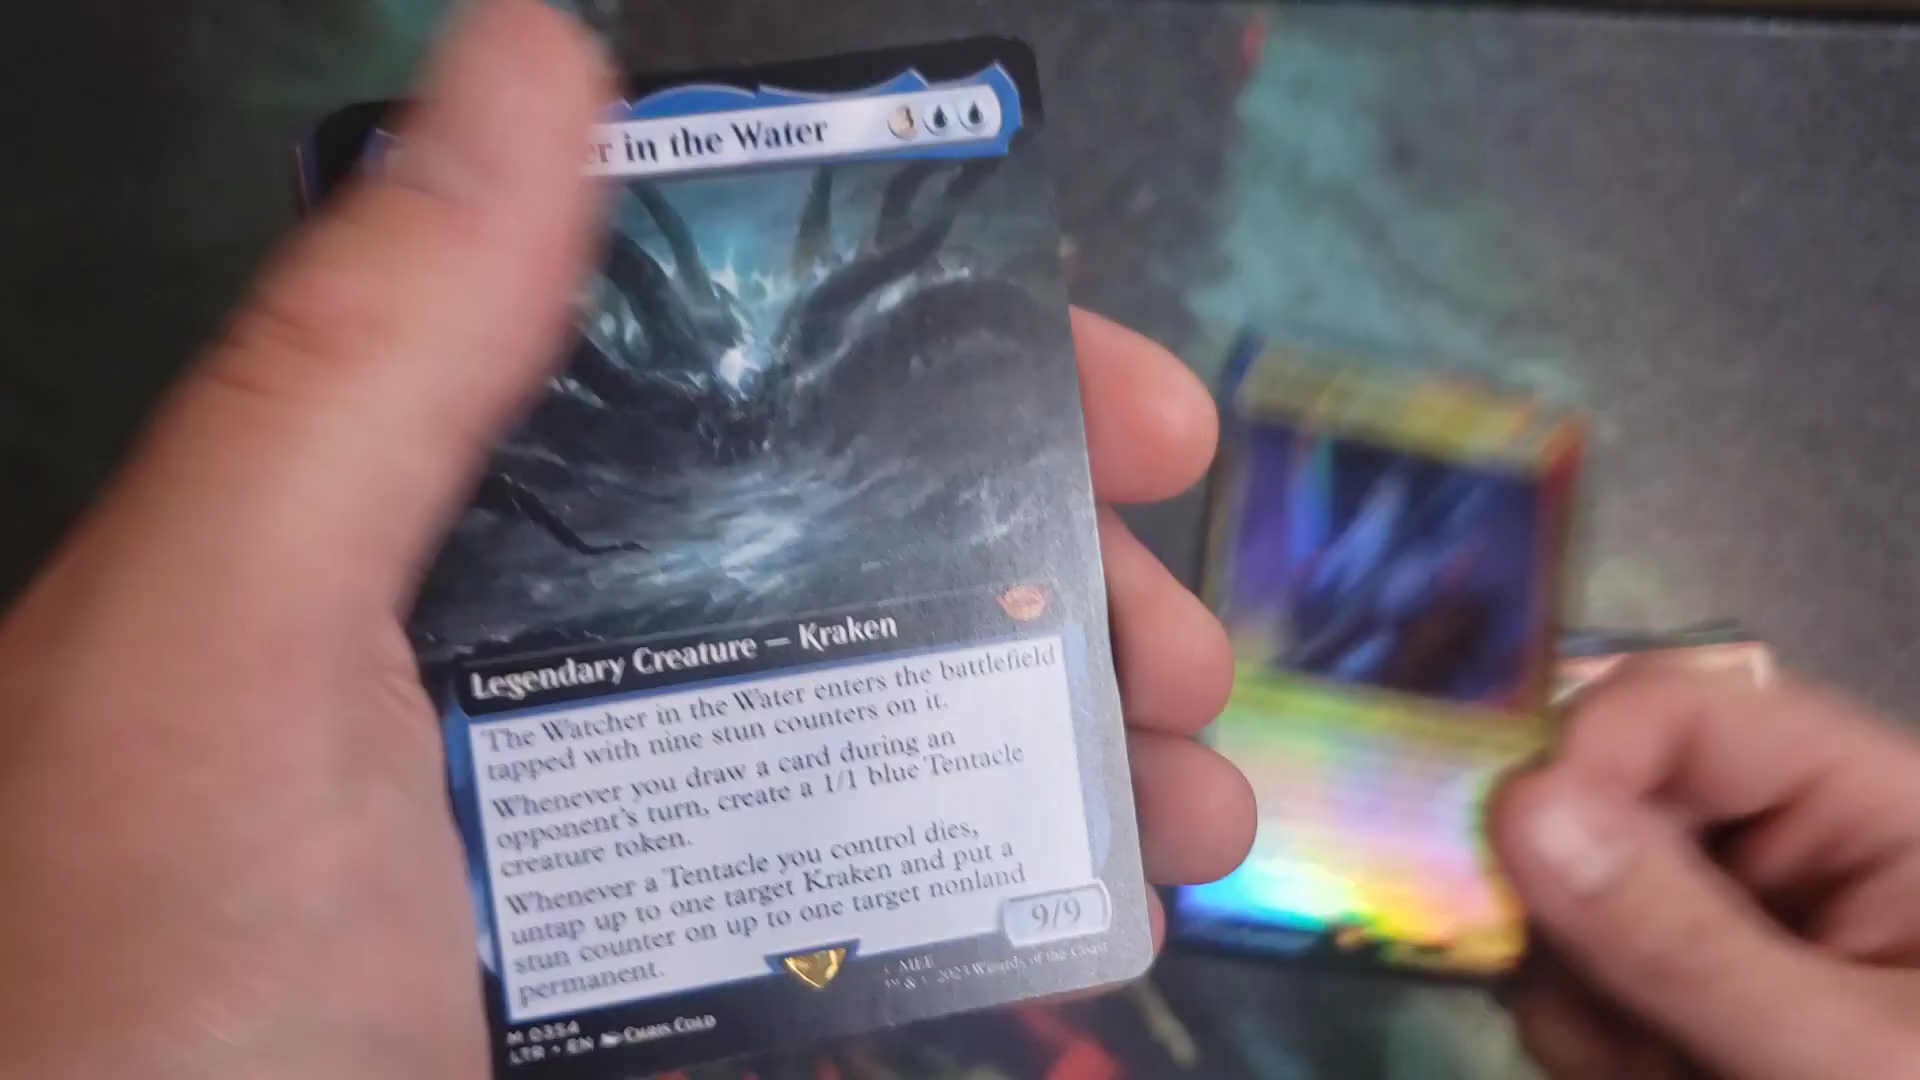 er in the Water 3
Legendary Creature — Kraken
The Watcher in the Water enters the battlefield
tapped with nine stun counters on it.
Whenever you draw a card during an
opponent's turn, create a 1/1 blue Tentacle
creature token.
Whenever a Tentacle you control dies,
untap up to one target Kraken and put a
stun counter on up to one target nonland
permanent.
9/9
M 0354
LTR • EN Chris Cold
MEE
™ & © 2023 Wizards of the Coast